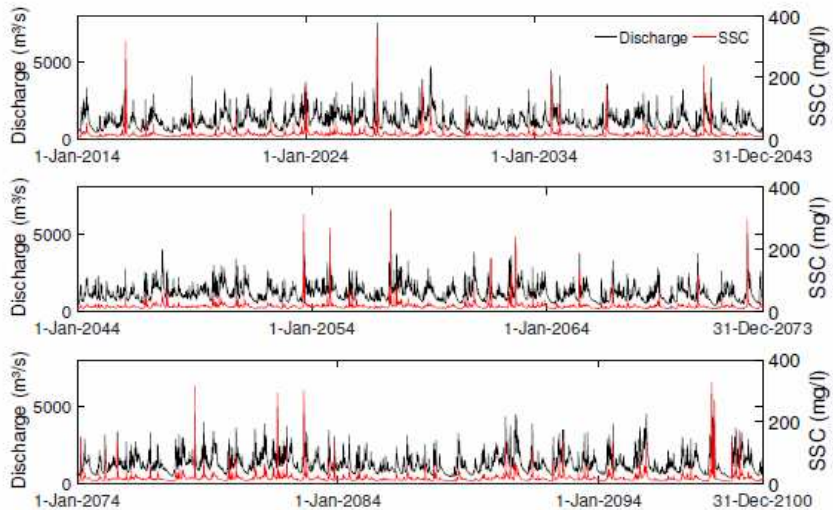 Discharge (m³/s)
5000
0
Discharge SSC
400
200
0
SSC (mg/l)
1-Jan-2014 1-Jan-2024 1-Jan-2034 31-Dec-2043
Discharge (m³/s)
5000
0
400
200
0
SSC (mg/l)
1-Jan-2044 1-Jan-2054 1-Jan-2064 31-Dec-2073
Discharge (m³/s)
5000
0
400
200
0
SSC (mg/l)
1-Jan-2074 1-Jan-2084 1-Jan-2094 31-Dec-2100